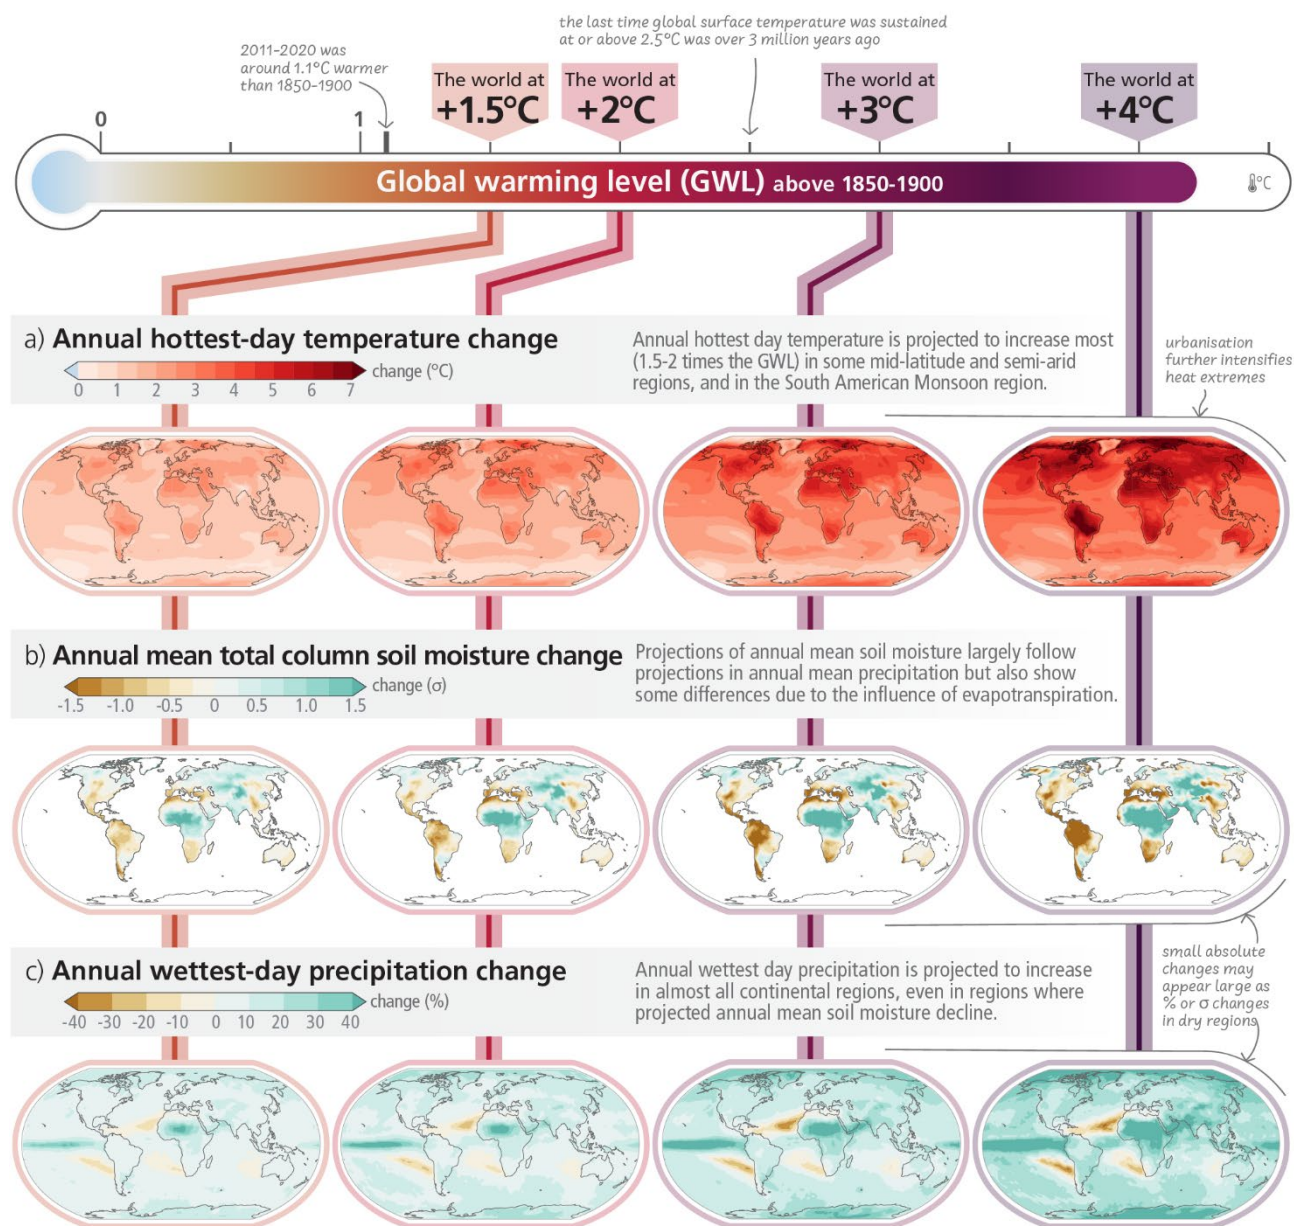 the last time global surface temperature was sustained
at or above 2.5°C was over 3 million years ago
2011-2020 was
around 1.1°C warmer
than 1850-1900
The world at
+1.5°C
The world at
+2°C
The world at
+3°C
The world at
+4°C
0
1
Global warming level (GWL) above 1850-1900
°C
a) Annual hottest-day temperature change
change (°C)
0 1 2 3 4 5 6 7
Annual hottest day temperature is projected to increase most
(1.5-2 times the GWL) in some mid-latitude and semi-arid
regions, and in the South American Monsoon region.
urbanisation
further intensifies
heat extremes
b) Annual mean total column soil moisture change
change (σ)
-1.5 -1.0 -0.5 0 0.5 1.0 1.5
Projections of annual mean soil moisture largely follow
projections in annual mean precipitation but also show
some differences due to the influence of evapotranspiration.
c) Annual wettest-day precipitation change
change (%)
-40 -30 -20 -10 0 10 20 30 40
Annual wettest day precipitation is projected to increase
in almost all continental regions, even in regions where
projected annual mean soil moisture decline.
small absolute
changes may
appear large as
% or σ changes
in dry regions